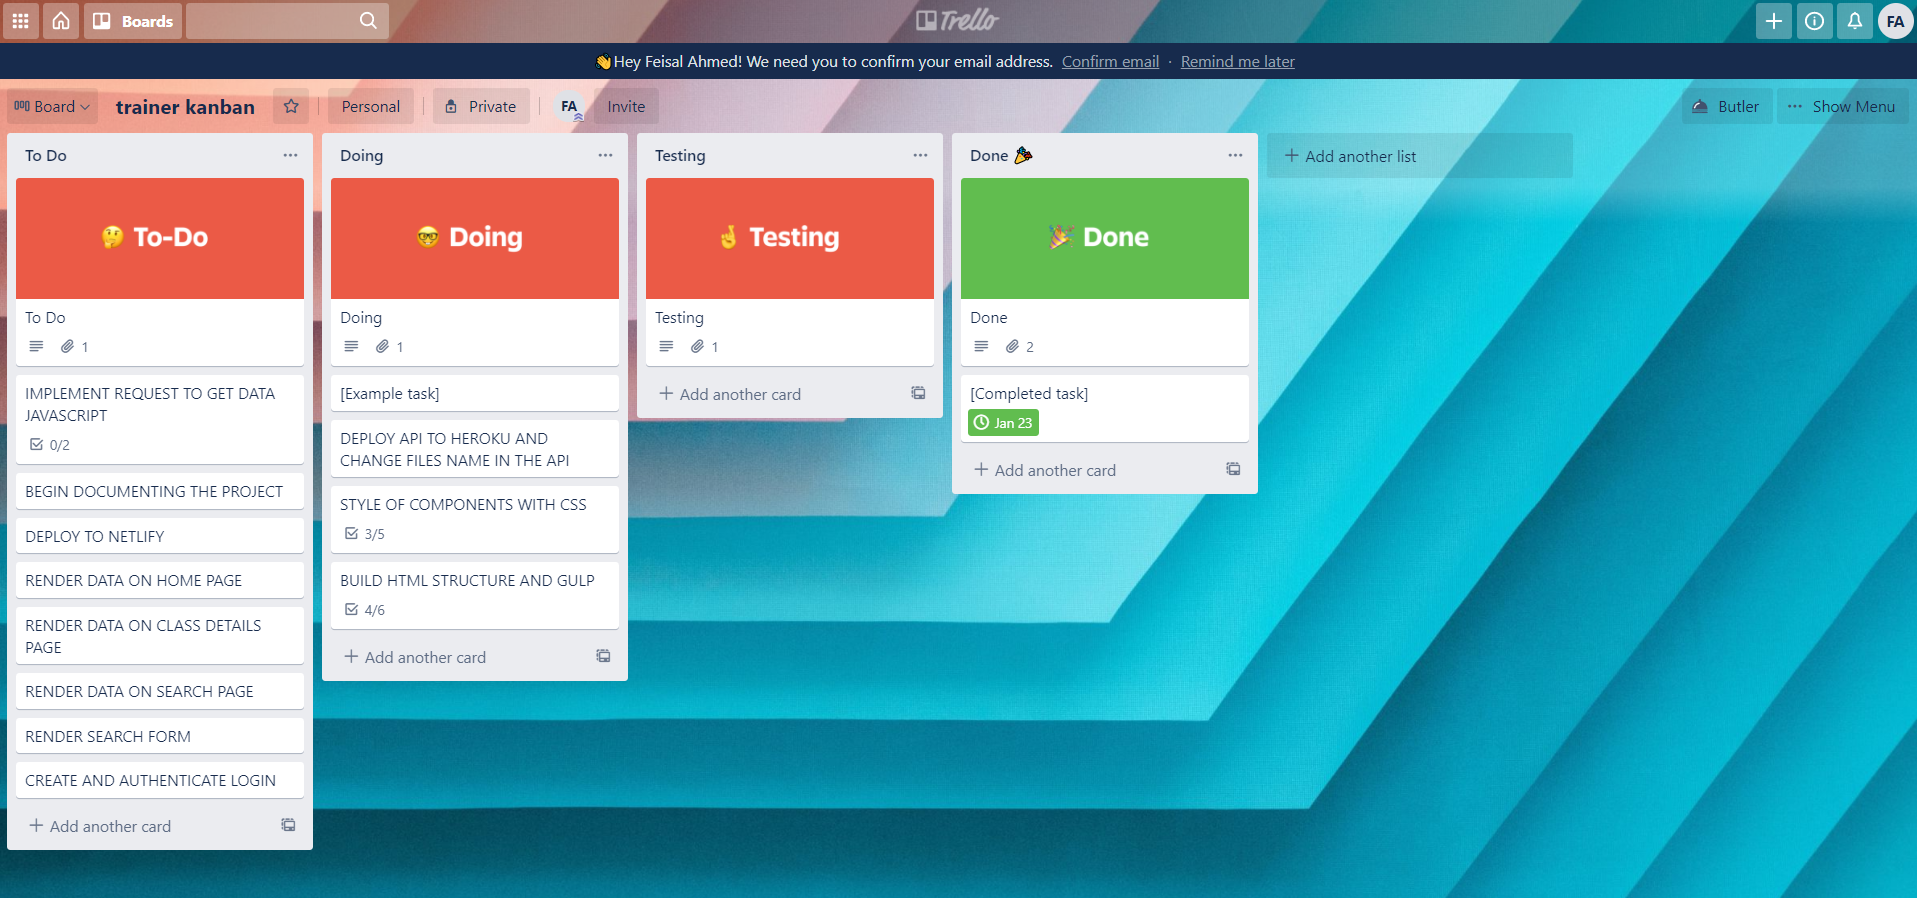 Boards
Trello
FA
Hey Feisal Ahmed! We need you to confirm your email address. Confirm email · Remind me later
Board
trainer kanban
Personal
Private
FA
Invite
Butler
Show Menu
To Do
To-Do
To Do
1
IMPLEMENT REQUEST TO GET DATA
JAVASCRIPT
0/2
BEGIN DOCUMENTING THE PROJECT
DEPLOY TO NETLIFY
RENDER DATA ON HOME PAGE
RENDER DATA ON CLASS DETAILS
PAGE
RENDER DATA ON SEARCH PAGE
RENDER SEARCH FORM
CREATE AND AUTHENTICATE LOGIN
Add another card
Doing
Doing
Doing
1
[Example task]
DEPLOY API TO HEROKU AND
CHANGE FILES NAME IN THE API
STYLE OF COMPONENTS WITH CSS
3/5
BUILD HTML STRUCTURE AND GULP
4/6
Add another card
Testing
Testing
Testing
1
Add another card
Done
Done
Done
2
[Completed task]
Jan 23
Add another card
Add another list